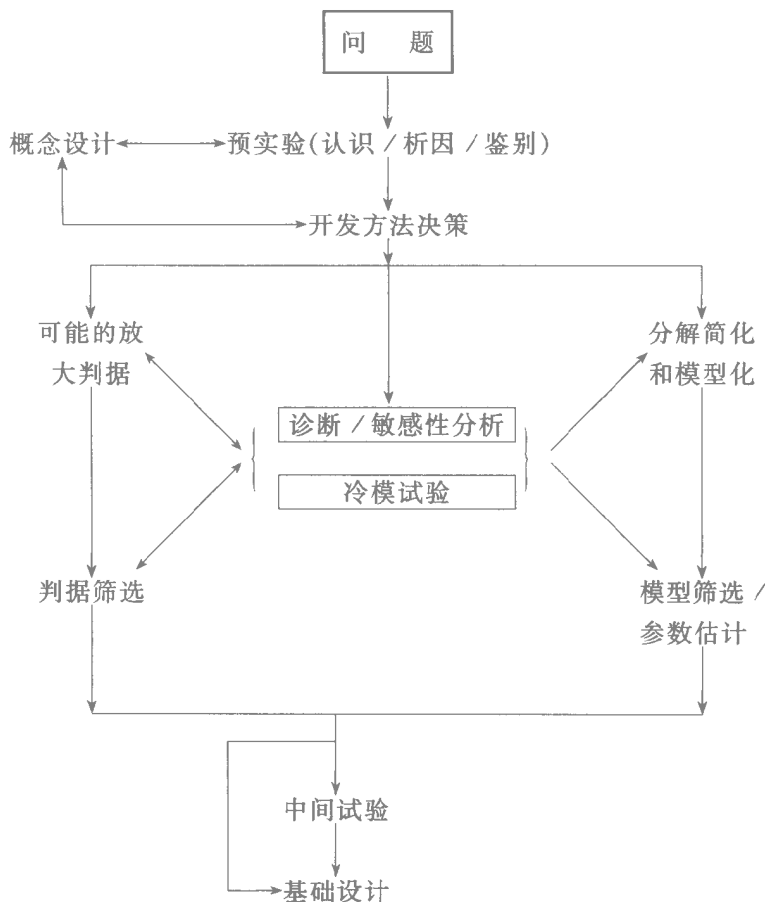 问 题
概念设计
预实验(认识/析因/鉴别)
开发方法决策
可能的放
大判据
分解简化
和模型化
诊断/敏感性分析
冷模试验
判据筛选
模型筛选/
参数估计
中间试验
基础设计